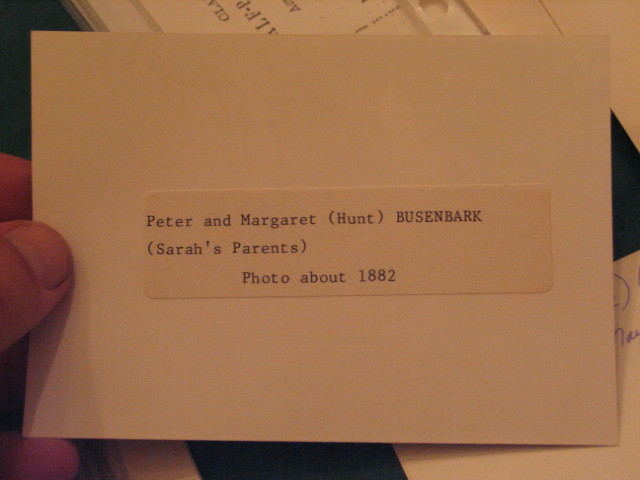 Peter and Margaret (Hunt) BUSENBARK
(Sarah's Parents)
Photo about 1882